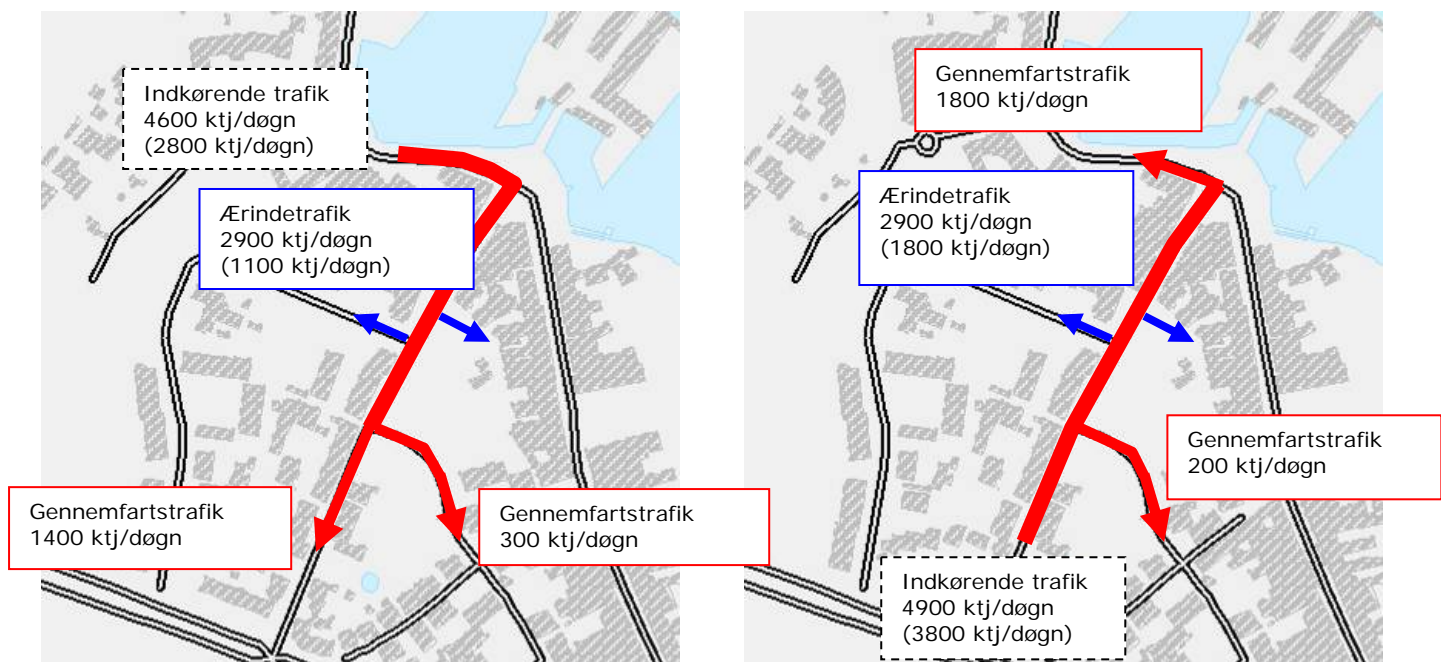 Indkørende trafik
4600 ktj/døgn
(2800 ktj/døgn)
Ærindetrafik
2900 ktj/døgn
(1100 ktj/døgn)
Gennemfartstrafik
1400 ktj/døgn
Gennemfartstrafik
300 ktj/døgn
Gennemfartstrafik
1800 ktj/døgn
Ærindetrafik
2900 ktj/døgn
(1800 ktj/døgn)
Gennemfartstrafik
200 ktj/døgn
Indkørende trafik
4900 ktj/døgn
(3800 ktj/døgn)